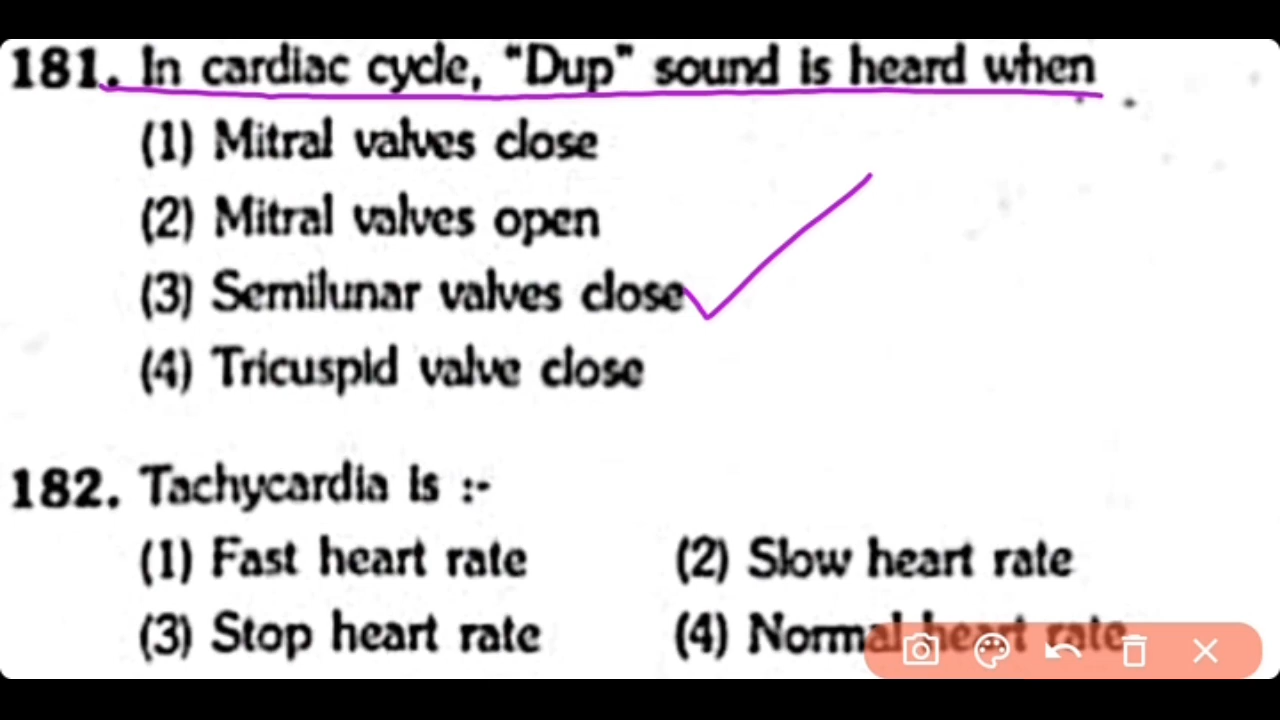 181. In cardiac cycle, "Dup" sound is heard when
(1) Mitral valves close
(2) Mitral valves open
(3) Semilunar valves close
(4) Tricuspid valve close
182. Tachycardia is :-
(1) Fast heart rate (2) Slow heart rate
(3) Stop heart rate (4) Normal heart rate